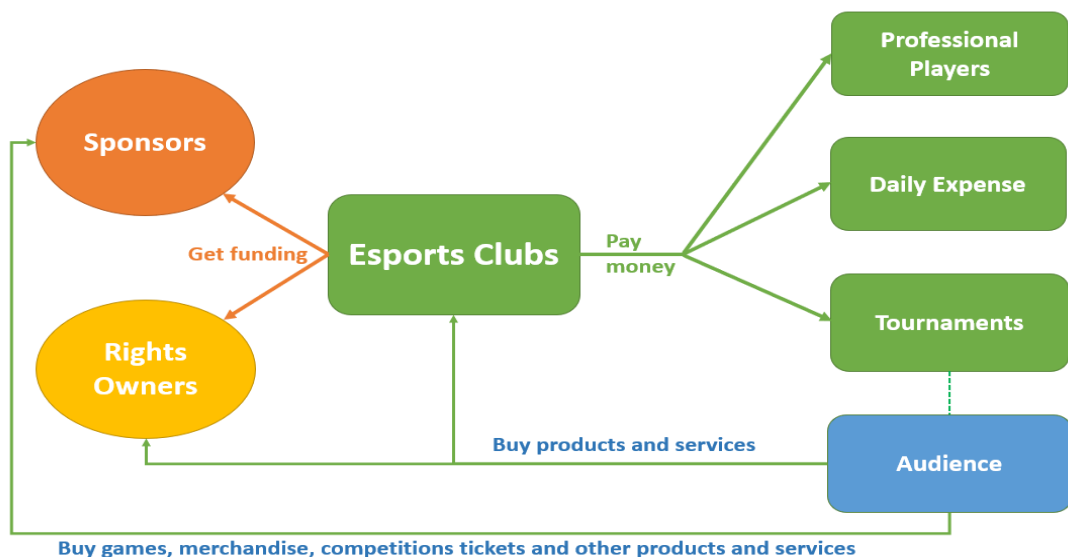 Professional
Players
Sponsors
Daily Expense
Get funding
Esports Clubs
Pay
money
Tournaments
Rights
Owners
Buy products and services
Audience
Buy games, merchandise, competitions tickets and other products and services